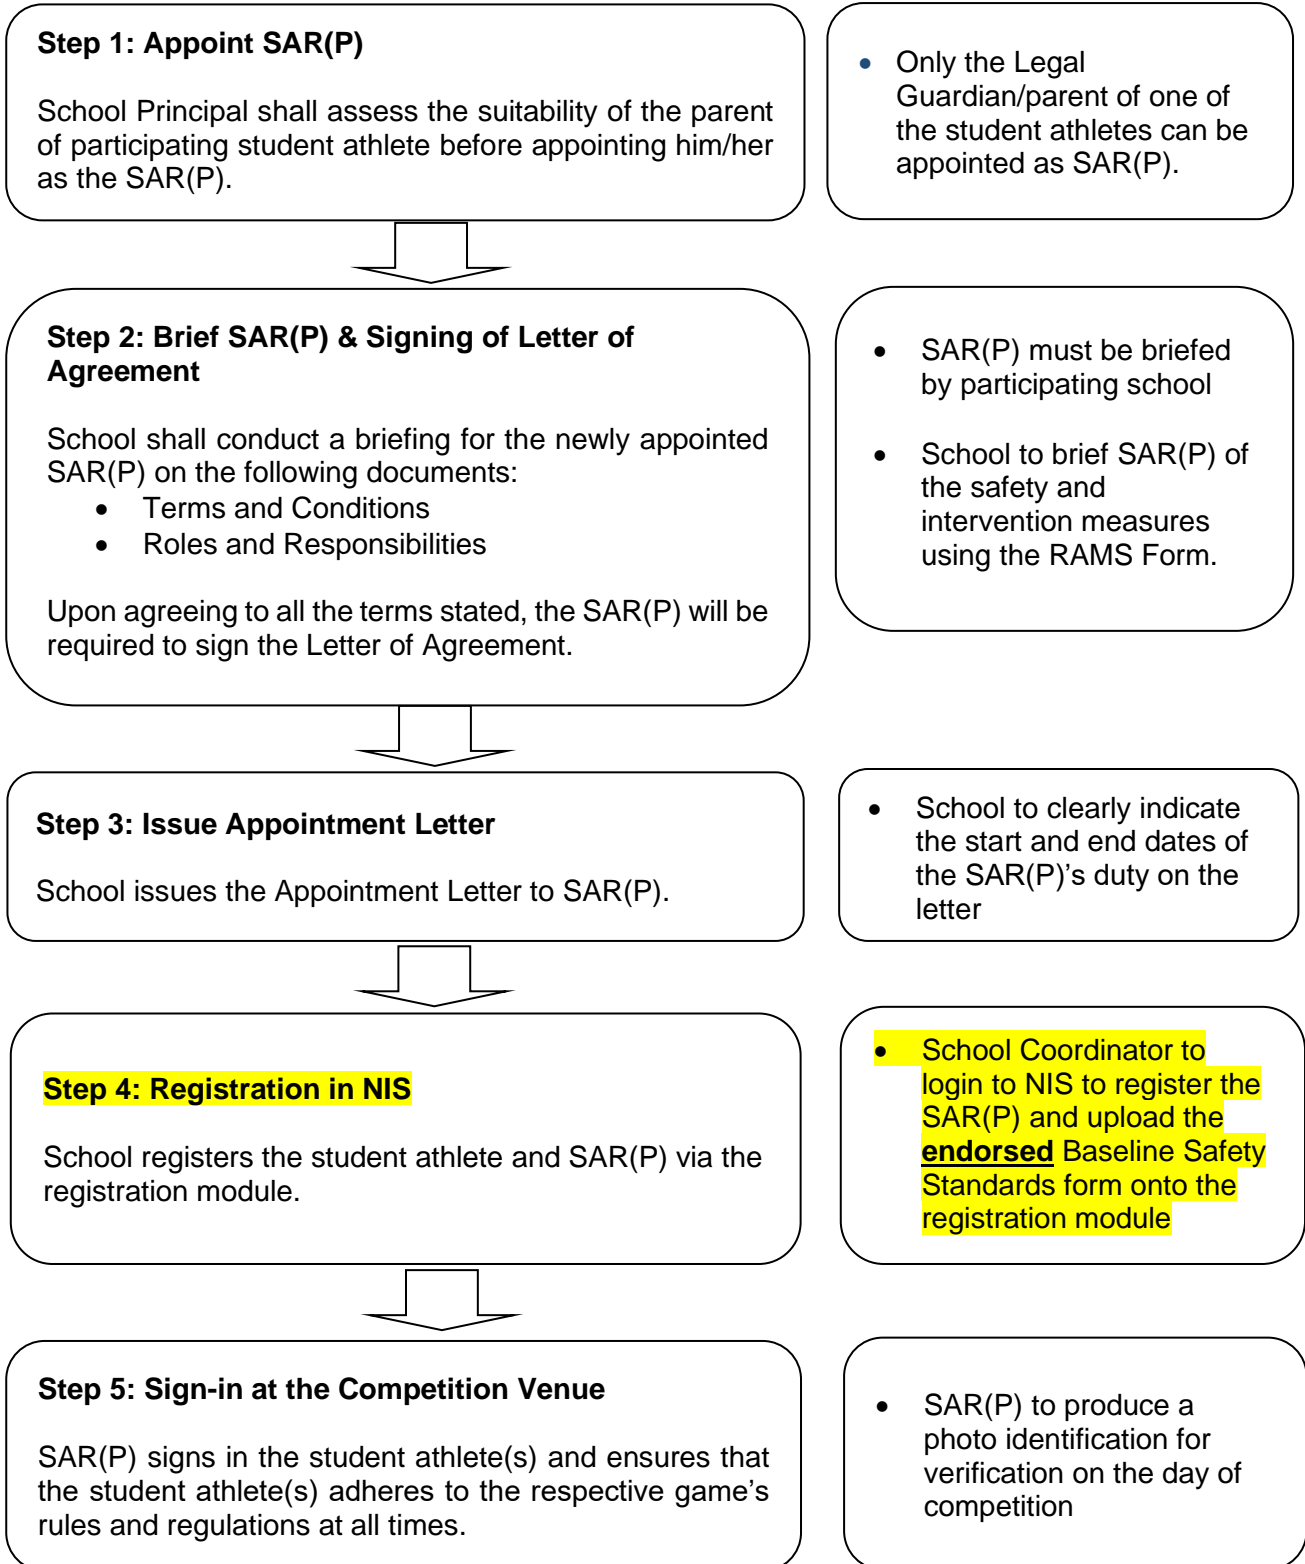 Step 1: Appoint SAR(P)
School Principal shall assess the suitability of the parent
of participating student athlete before appointing him/her
as the SAR(P).
• Only the Legal
Guardian/parent of one of
the student athletes can be
appointed as SAR(P).
Step 2: Brief SAR(P) & Signing of Letter of
Agreement
School shall conduct a briefing for the newly appointed
SAR(P) on the following documents:
• Terms and Conditions
• Roles and Responsibilities
Upon agreeing to all the terms stated, the SAR(P) will be
required to sign the Letter of Agreement.
• SAR(P) must be briefed
by participating school
• School to brief SAR(P) of
the safety and
intervention measures
using the RAMS Form.
Step 3: Issue Appointment Letter
School issues the Appointment Letter to SAR(P).
• School to clearly indicate
the start and end dates of
the SAR(P)’s duty on the
letter
Step 4: Registration in NIS
School registers the student athlete and SAR(P) via the
registration module.
• School Coordinator to
login to NIS to register the
SAR(P) and upload the
endorsed Baseline Safety
Standards form onto the
registration module
Step 5: Sign-in at the Competition Venue
SAR(P) signs in the student athlete(s) and ensures that
the student athlete(s) adheres to the respective game’s
rules and regulations at all times.
• SAR(P) to produce a
photo identification for
verification on the day of
competition